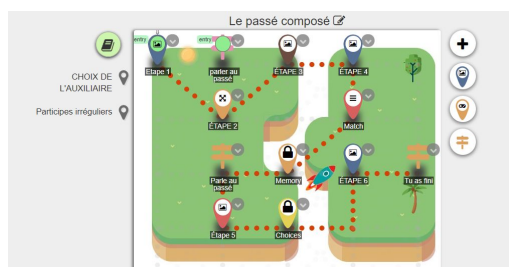 Le passé composé
entry
entry
Etape 1
parler au
passé
ÉTAPE 3
ÉTAPE 4
CHOIX DE
L'AUXILIAIRE
Participes irréguliers
ÉTAPE 2
Match
Parle au
passé
Memory
ÉTAPE 6
Tu as fini
Étape 5
Choices